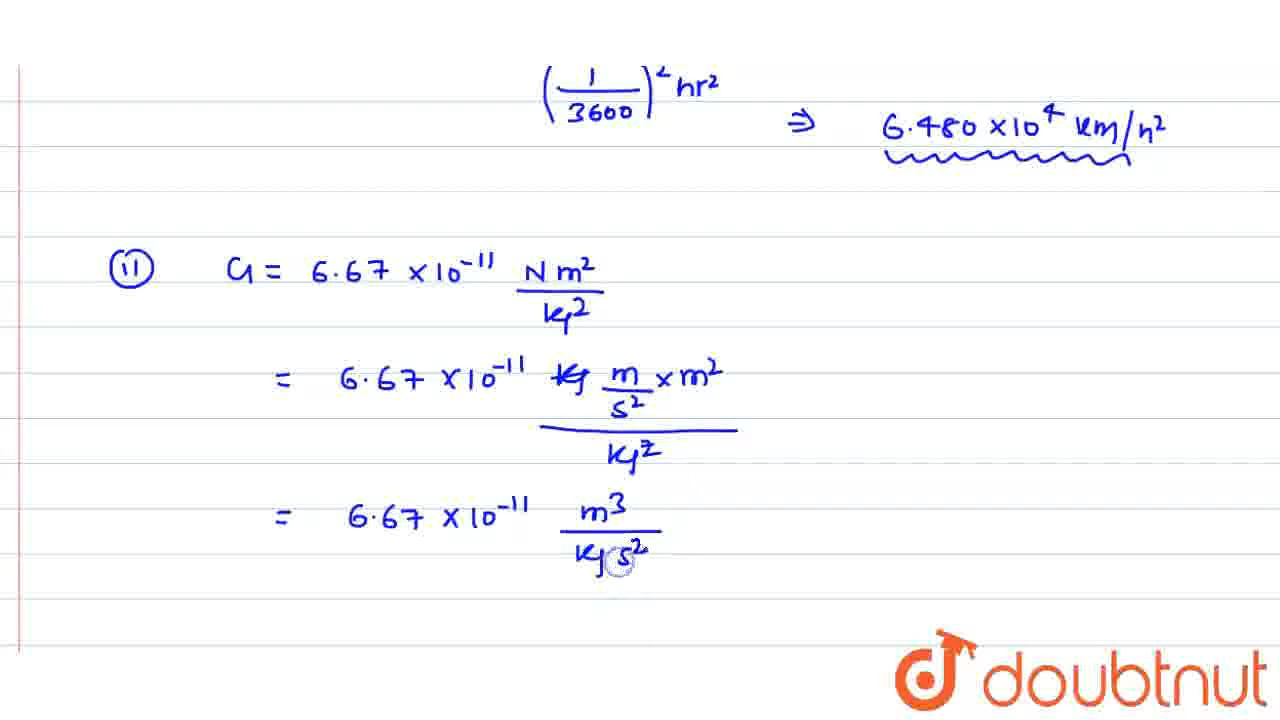 (1/3600)² hr²
⇒ 6.480 × 10⁴ km/h²
(11) G = 6.67 × 10⁻¹¹ N m²/kg²
= 6.67 × 10⁻¹¹ kg m/s² × m² / kg²
= 6.67 × 10⁻¹¹ m³/kg s²
doubtnut